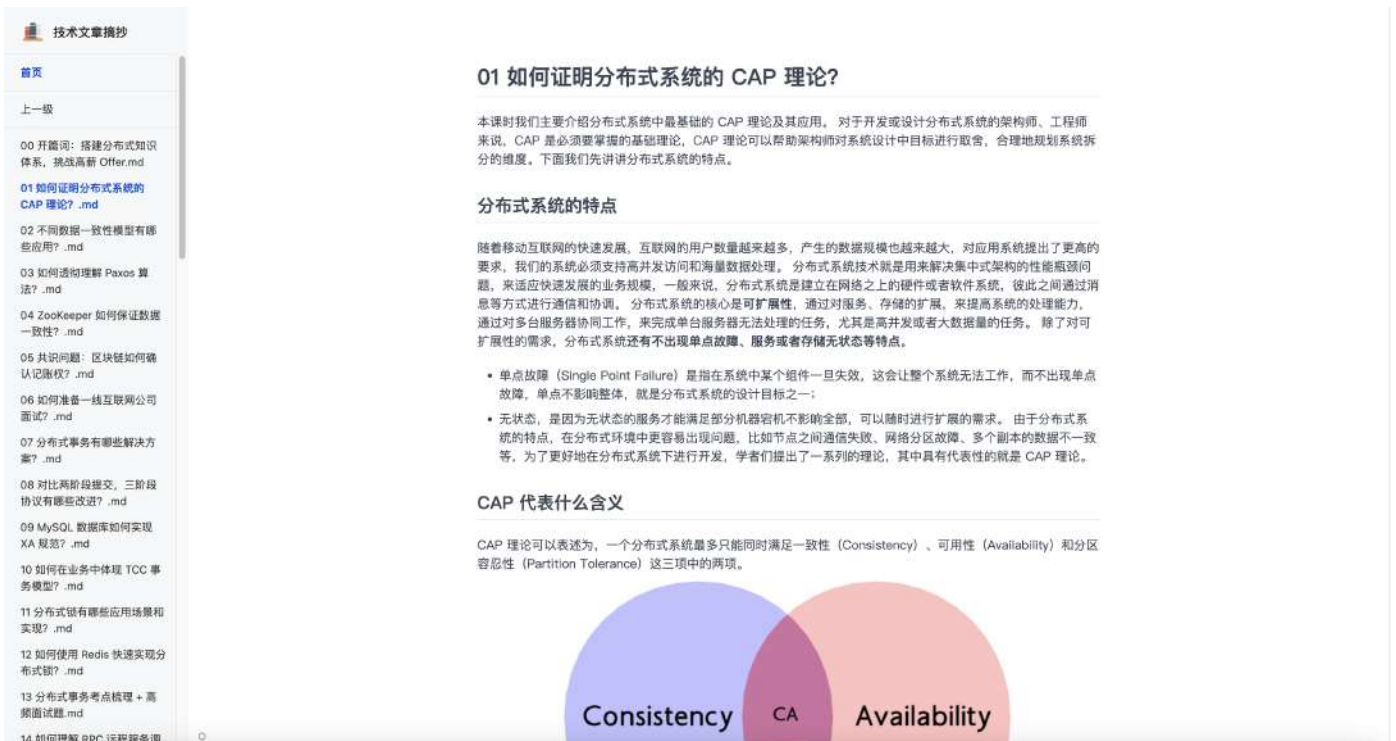 技术文章摘抄
首页
上一级
00 开篇词：搭建分布式知识
体系，挑战高薪 Offer.md
01 如何证明分布式系统的
CAP 理论？.md
02 不同数据一致性模型有哪
些应用？.md
03 如何透彻理解 Paxos 算
法？.md
04 ZooKeeper 如何保证数据
一致性？.md
05 共识问题：区块链如何确
认记账权？.md
06 如何准备一线互联网公司
面试？.md
07 分布式事务有哪些解决方
案？.md
08 对比两阶段提交，三阶段
协议有哪些改进？.md
09 MySQL 数据库如何实现
XA 规范？.md
10 如何在业务中体现 TCC 事
务模型？.md
11 分布式锁有哪些应用场景和
实现？.md
12 如何使用 Redis 快速实现分
布式锁？.md
13 分布式事务考点梳理 + 高
频面试题.md
14 如何理解 RPC 远程服务调
01 如何证明分布式系统的 CAP 理论？
本课时我们主要介绍分布式系统中最基础的 CAP 理论及其应用。 对于开发或设计分布式系统的架构师、工程师
来说，CAP 是必须要掌握的基础理论，CAP 理论可以帮助架构师对系统设计中目标进行取舍，合理地规划系统拆
分的维度。下面我们先讲讲分布式系统的特点。
分布式系统的特点
随着移动互联网的快速发展，互联网的用户数量越来越多，产生的数据规模也越来越大，对应用系统提出了更高的
要求，我们的系统必须支持高并发访问和海量数据处理。 分布式系统技术就是用来解决集中式架构的性能瓶颈问
题，来适应快速发展的业务规模，一般来说，分布式系统是建立在网络之上的硬件或者软件系统，彼此之间通过消
息等方式进行通信和协调。 分布式系统的核心是可扩展性，通过对服务、存储的扩展，来提高系统的处理能力，
通过对多台服务器协同工作，来完成单台服务器无法处理的任务，尤其是高并发或者大数据量的任务。 除了对可
扩展性的需求，分布式系统还有不出现单点故障、服务或者存储无状态等特点。
• 单点故障（Single Point Failure）是指在系统中某个组件一旦失效，这会让整个系统无法工作，而不出现单点
故障，单点不影响整体，就是分布式系统的设计目标之一；
• 无状态，是因为无状态的服务才能满足部分机器宕机不影响全部，可以随时进行扩展的需求。 由于分布式系
统的特点，在分布式环境中更容易出现问题，比如节点之间通信失败、网络分区故障、多个副本的数据不一致
等，为了更好地在分布式系统下进行开发，学者们提出了一系列的理论，其中具有代表性的就是 CAP 理论。
CAP 代表什么含义
CAP 理论可以表述为，一个分布式系统最多只能同时满足一致性（Consistency）、可用性（Availability）和分区
容忍性（Partition Tolerance）这三项中的两项。
Consistency CA Availability